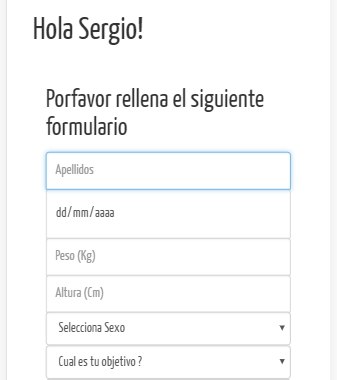 Hola Sergio!
Porfavor rellena el siguiente
formulario
Apellidos
dd/mm/aaaa
Peso (Kg)
Altura (Cm)
Selecciona Sexo
Cual es tu objetivo ?